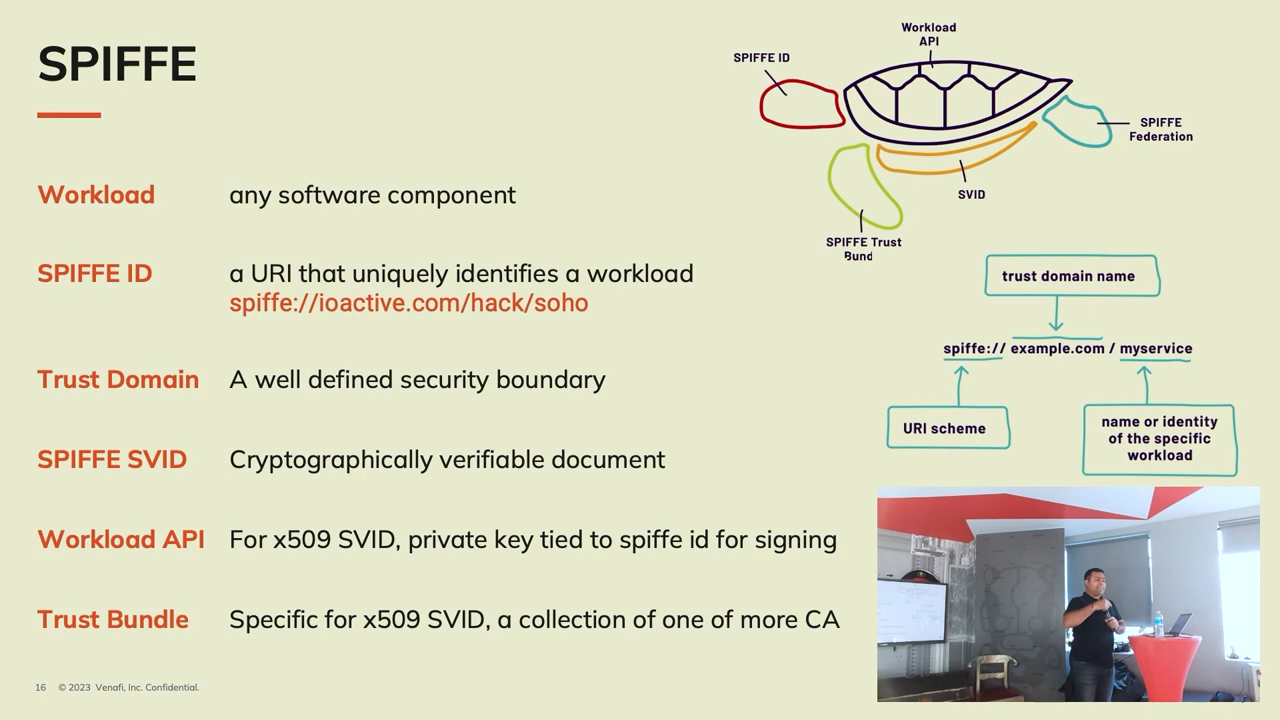 SPIFFE
Workload
any software component
SPIFFE ID
a URI that uniquely identifies a workload
spiffe://ioactive.com/hack/soho
Trust Domain
A well defined security boundary
SPIFFE SVID
Cryptographically verifiable document
Workload API
For x509 SVID, private key tied to spiffe id for signing
Trust Bundle
Specific for x509 SVID, a collection of one of more CA
Workload
API
SPIFFE ID
SPIFFE
Federation
SVID
SPIFFE Trust
Bund
trust domain name
spiffe:// example.com / myservice
URI scheme
name or identity
of the specific
workload
16 © 2023 Venafi, Inc. Confidential.